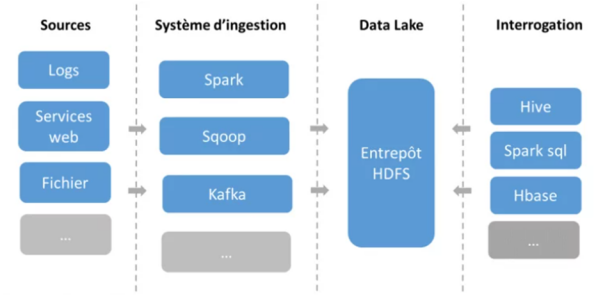 Sources
Système d'ingestion
Data Lake
Interrogation
Logs
Services
web
Fichier
...
Spark
Sqoop
Kafka
...
Entrepôt
HDFS
Hive
Spark sql
Hbase
...